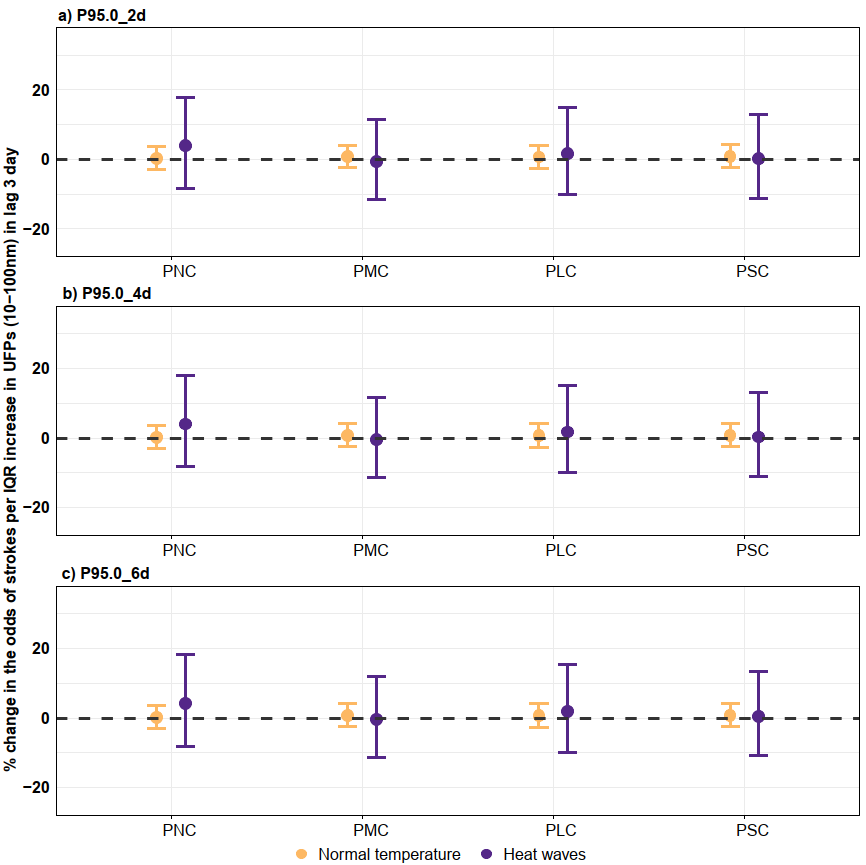 % change in the odds of strokes per IQR increase in UFPs (10−100nm) in lag 3 day
a) P95.0_2d
20
0
−20
PNC PMC PLC PSC
b) P95.0_4d
20
0
−20
PNC PMC PLC PSC
c) P95.0_6d
20
0
−20
PNC PMC PLC PSC
Normal temperature Heat waves